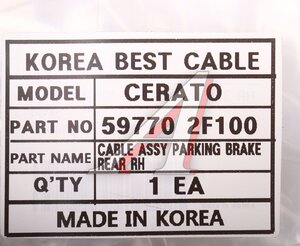 KOREA BEST CABLE
MODEL CERATO
PART NO 59770 2F100
PART NAME CABLE ASSY PARKING BRAKE
REAR RH
Q'TY 1 EA
MADE IN KOREA